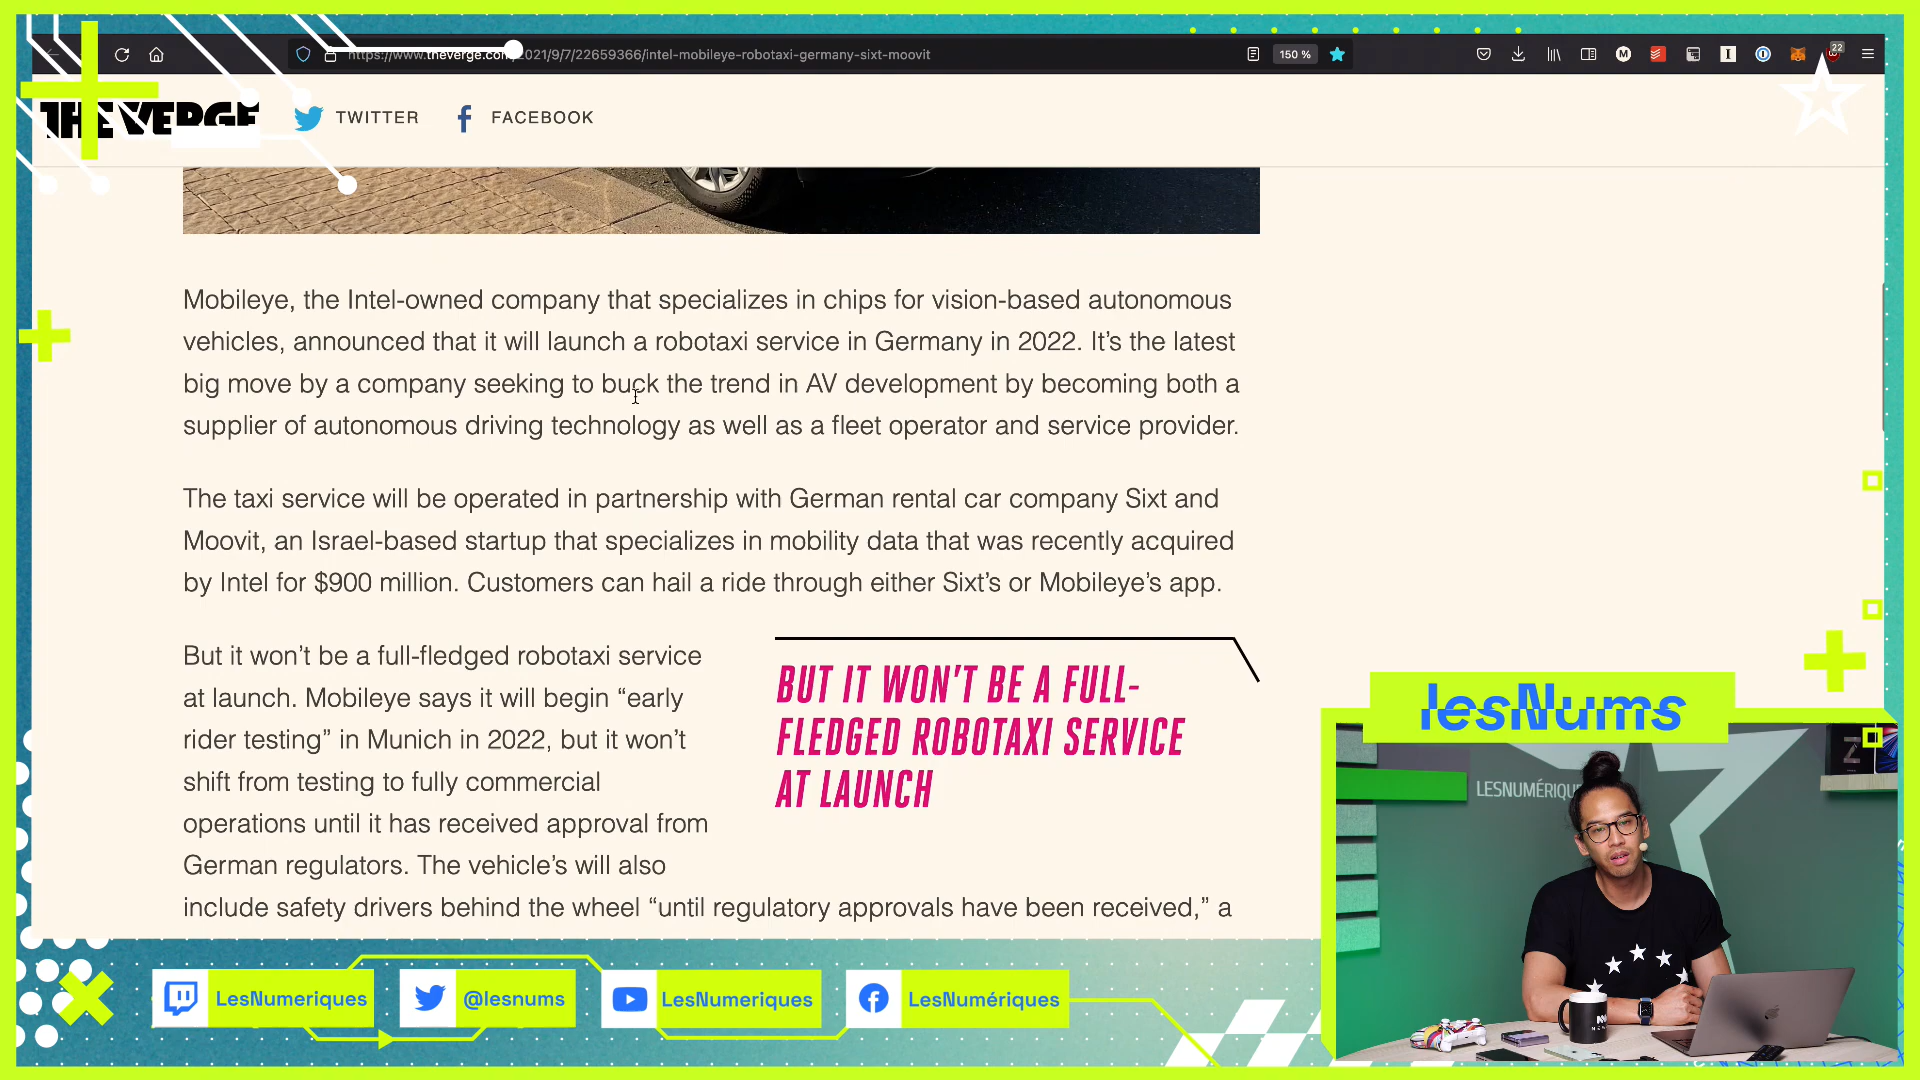 https://www.theverge.com/2021/9/7/22659366/intel-mobileye-robotaxi-germany-sixt-moovit
150 %
22
THE VERGE
TWITTER
FACEBOOK
Mobileye, the Intel-owned company that specializes in chips for vision-based autonomous
vehicles, announced that it will launch a robotaxi service in Germany in 2022. It’s the latest
big move by a company seeking to buck the trend in AV development by becoming both a
supplier of autonomous driving technology as well as a fleet operator and service provider.
The taxi service will be operated in partnership with German rental car company Sixt and
Moovit, an Israel-based startup that specializes in mobility data that was recently acquired
by Intel for $900 million. Customers can hail a ride through either Sixt’s or Mobileye’s app.
But it won’t be a full-fledged robotaxi service
at launch. Mobileye says it will begin “early
rider testing” in Munich in 2022, but it won’t
shift from testing to fully commercial
operations until it has received approval from
German regulators. The vehicle’s will also
include safety drivers behind the wheel “until regulatory approvals have been received,” a
BUT IT WON'T BE A FULL-
FLEDGED ROBOTAXI SERVICE
AT LAUNCH
lesNums
LESNUMÉRIQUE
LesNumeriques
@lesnums
LesNumeriques
LesNumériques